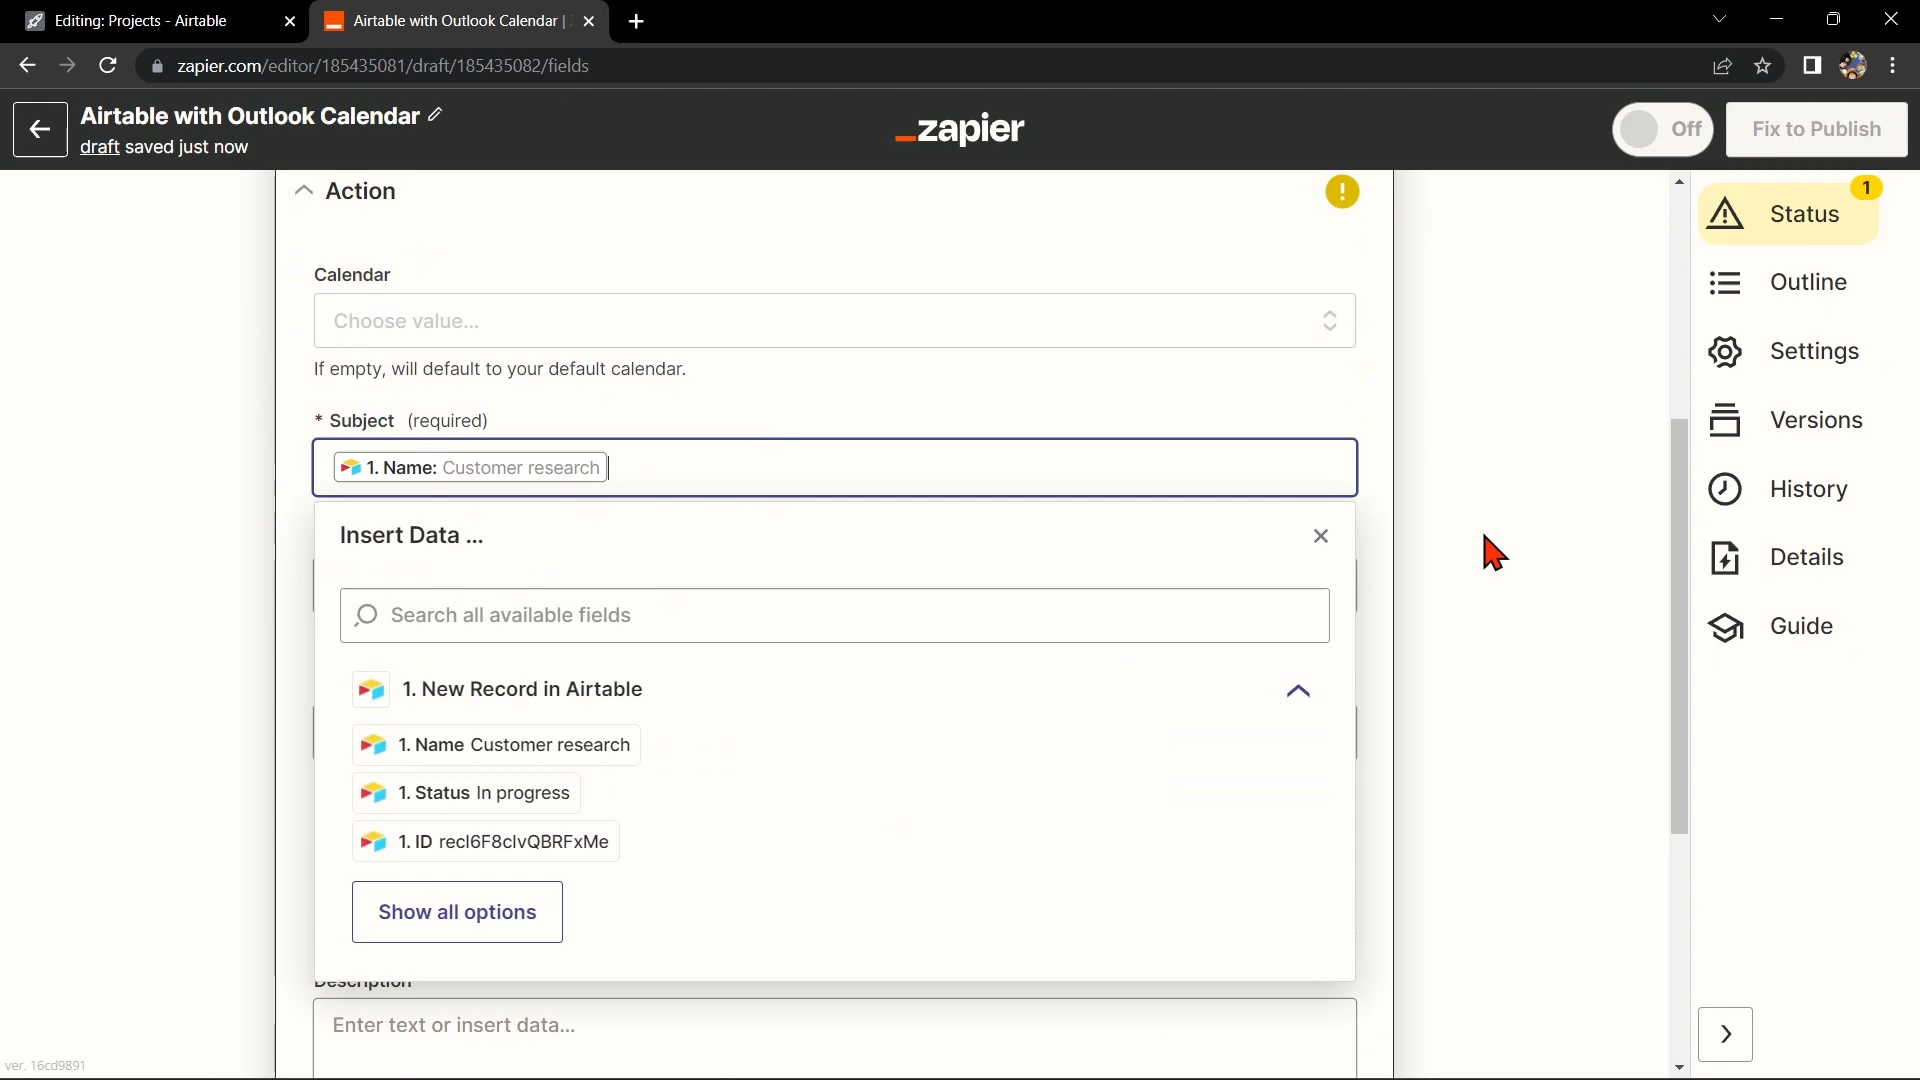 Editing: Projects - Airtable
Airtable with Outlook Calendar |
zapier.com/editor/185435081/draft/185435082/fields
Airtable with Outlook Calendar
draft saved just now
_zapier
Off
Fix to Publish
Action
!
1
Status
Outline
Settings
Versions
History
Details
Guide
Calendar
Choose value...
If empty, will default to your default calendar.
* Subject (required)
1. Name: Customer research
Insert Data ...
Search all available fields
1. New Record in Airtable
1. Name Customer research
1. Status In progress
1. ID recI6F8clvQBRFxMe
Show all options
Description
Enter text or insert data...
ver. 16cd9891